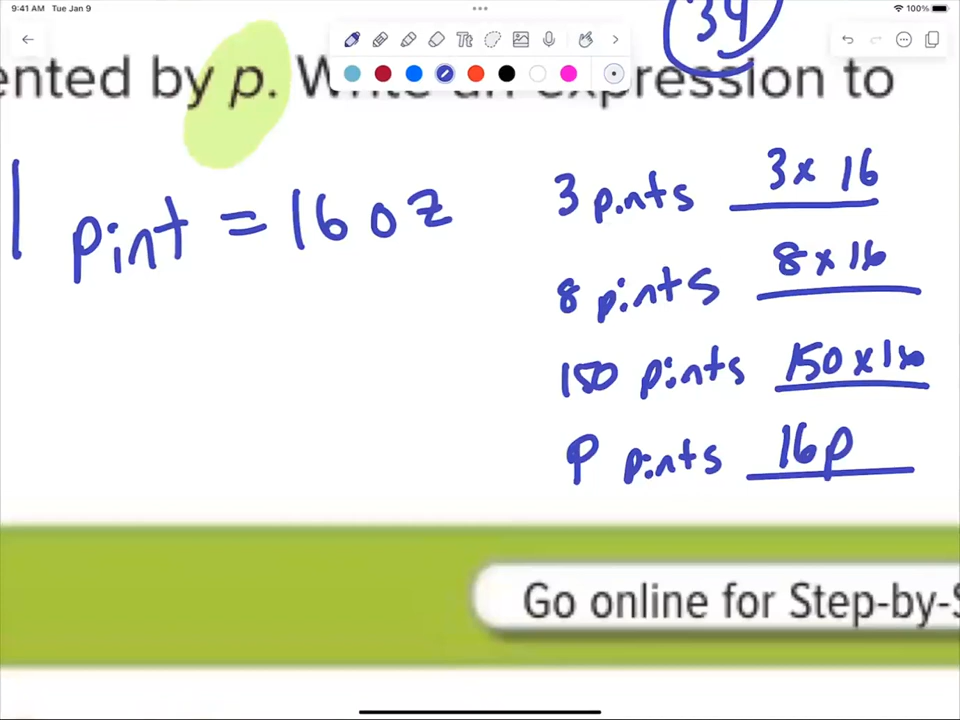 9:41 AM Tue Jan 9
100%
34
ented by p. Write an expression to
1 pint = 16 oz
3 pints 3 x 16
8 pints 8 x 16
150 pints 150 x 16
p pints 16p
Go online for Step-by-S